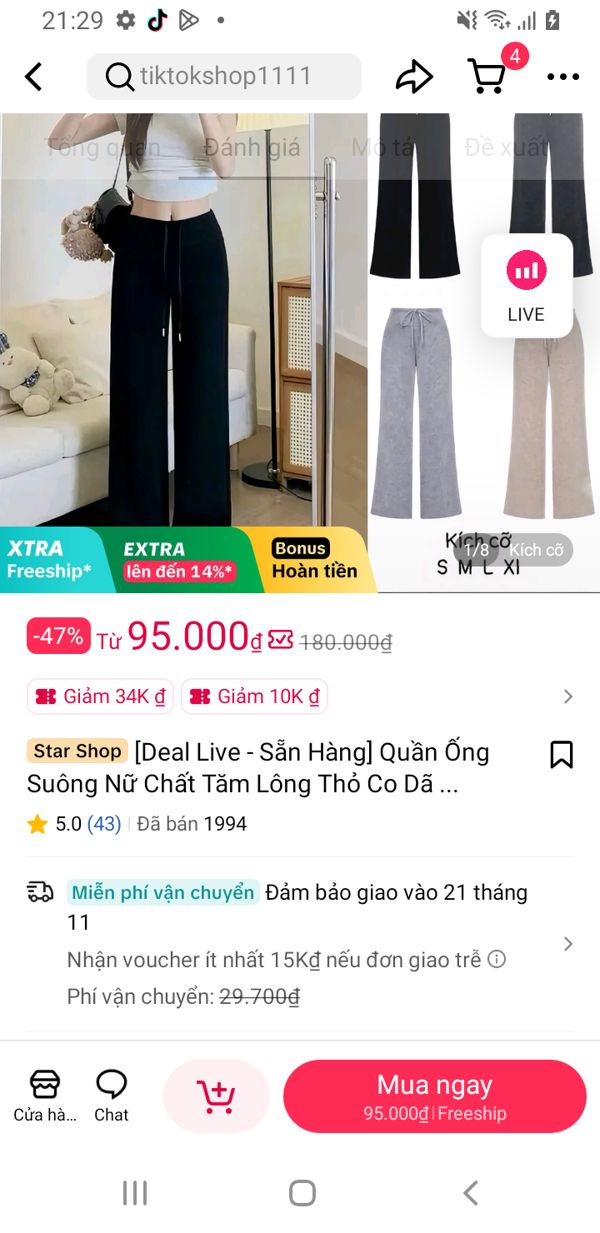 21:29
4
tiktokshop1111
Tổng quan Đánh giá Mô tả Đề xuất
LIVE
XTRA
Freeship*
EXTRA
lên đến 14%*
Bonus
Hoàn tiền
Kích cỡ
1/8 Kích cỡ
S M L Xl
-47% Từ 95.000₫ 180.000₫
Giảm 34K ₫ Giảm 10K ₫
Star Shop [Deal Live - Sẵn Hàng] Quần Ống
Suông Nữ Chất Tăm Lông Thỏ Co Dã ...
5.0 (43) Đã bán 1994
Miễn phí vận chuyển Đảm bảo giao vào 21 tháng
11
Nhận voucher ít nhất 15K₫ nếu đơn giao trễ
Phí vận chuyển: 29.700₫
Cửa hà... Chat
Mua ngay
95.000₫ | Freeship